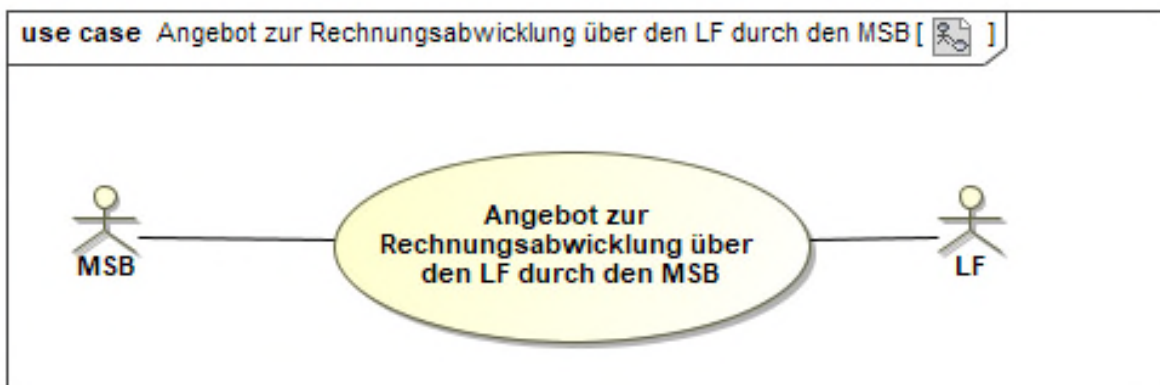 use case Angebot zur Rechnungsabwicklung über den LF durch den MSB [ ]
Angebot zur
Rechnungsabwicklung über
den LF durch den MSB
MSB
LF